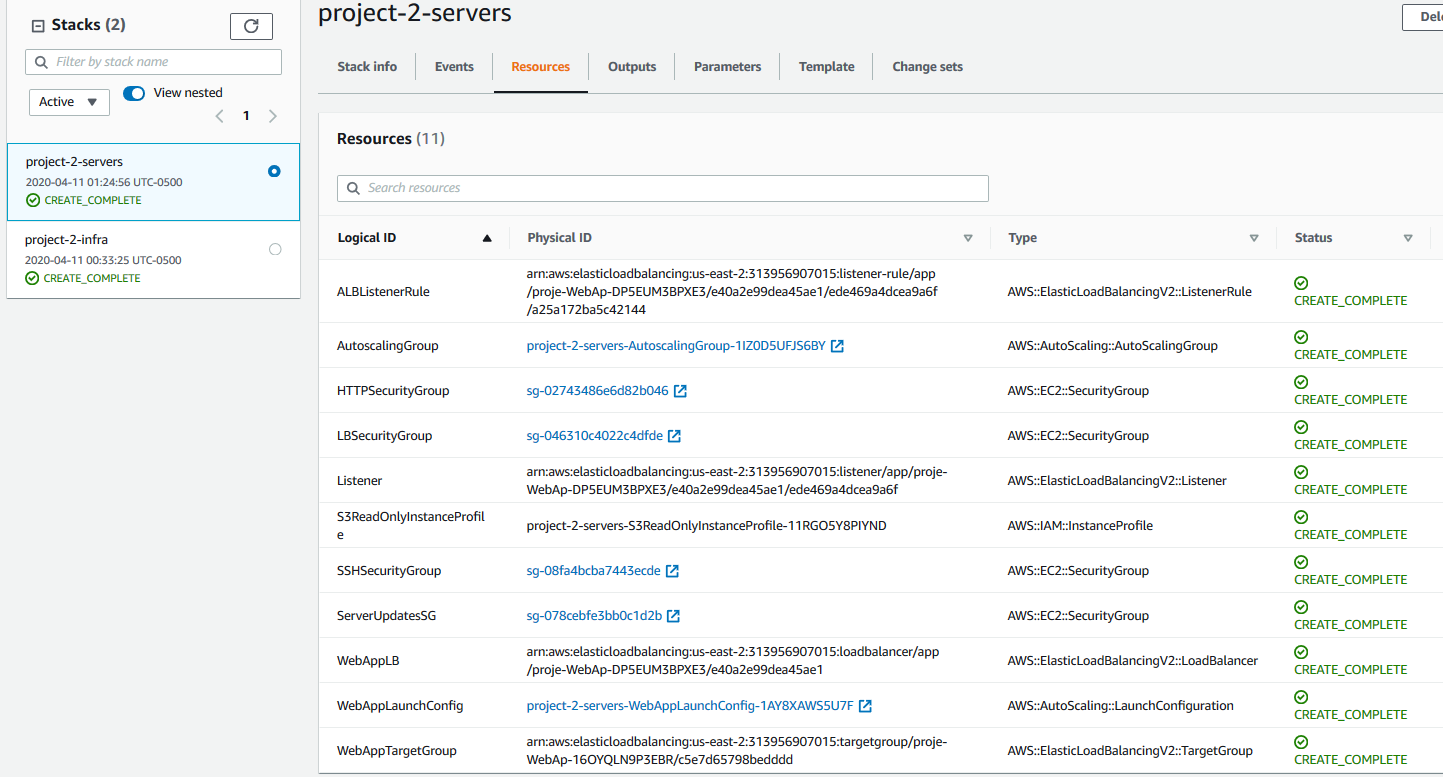 Stacks (2)
Filter by stack name
Active
View nested
1
project-2-servers
2020-04-11 01:24:56 UTC-0500
CREATE_COMPLETE
project-2-infra
2020-04-11 00:33:25 UTC-0500
CREATE_COMPLETE
project-2-servers
Stack info Events Resources Outputs Parameters Template Change sets
Resources (11)
Search resources
Logical ID Physical ID Type Status
ALBListenerRule
arn:aws:elasticloadbalancing:us-east-2:313956907015:listener-rule/app
/proje-WebAp-DP5EUM3BPXE3/e40a2e99dea45ae1/ede469a4dcea9a6f
/a25a172ba5c42144
AWS::ElasticLoadBalancingV2::ListenerRule
CREATE_COMPLETE
AutoscalingGroup
project-2-servers-AutoscalingGroup-1IZ0D5UFJS6BY
AWS::AutoScaling::AutoScalingGroup
CREATE_COMPLETE
HTTPSecurityGroup
sg-02743486e6d82b046
AWS::EC2::SecurityGroup
CREATE_COMPLETE
LBSecurityGroup
sg-046310c4022c4dfde
AWS::EC2::SecurityGroup
CREATE_COMPLETE
Listener
arn:aws:elasticloadbalancing:us-east-2:313956907015:listener/app/proje-
WebAp-DP5EUM3BPXE3/e40a2e99dea45ae1/ede469a4dcea9a6f
AWS::ElasticLoadBalancingV2::Listener
CREATE_COMPLETE
S3ReadOnlyInstanceProfil
e
project-2-servers-S3ReadOnlyInstanceProfile-11RGO5Y8PIYND
AWS::IAM::InstanceProfile
CREATE_COMPLETE
SSHSecurityGroup
sg-08fa4bcba7443ecde
AWS::EC2::SecurityGroup
CREATE_COMPLETE
ServerUpdatesSG
sg-078cebfe3bb0c1d2b
AWS::EC2::SecurityGroup
CREATE_COMPLETE
WebAppLB
arn:aws:elasticloadbalancing:us-east-2:313956907015:loadbalancer/app
/proje-WebAp-DP5EUM3BPXE3/e40a2e99dea45ae1
AWS::ElasticLoadBalancingV2::LoadBalancer
CREATE_COMPLETE
WebAppLaunchConfig
project-2-servers-WebAppLaunchConfig-1AY8XAWS5U7F
AWS::AutoScaling::LaunchConfiguration
CREATE_COMPLETE
WebAppTargetGroup
arn:aws:elasticloadbalancing:us-east-2:313956907015:targetgroup/proje-
WebAp-16OYQLN9P3EBR/c5e7d65798bedddd
AWS::ElasticLoadBalancingV2::TargetGroup
CREATE_COMPLETE